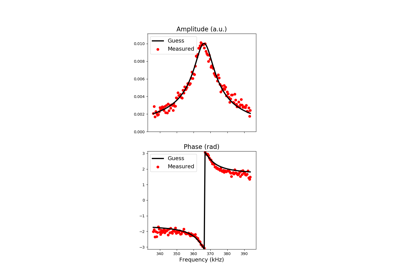 Amplitude (a.u.)
0.010
0.008
0.006
0.004
0.002
0.000
Guess
Measured
Phase (rad)
3
2
1
0
−1
−2
−3
Guess
Measured
340 350 360 370 380 390
Frequency (kHz)